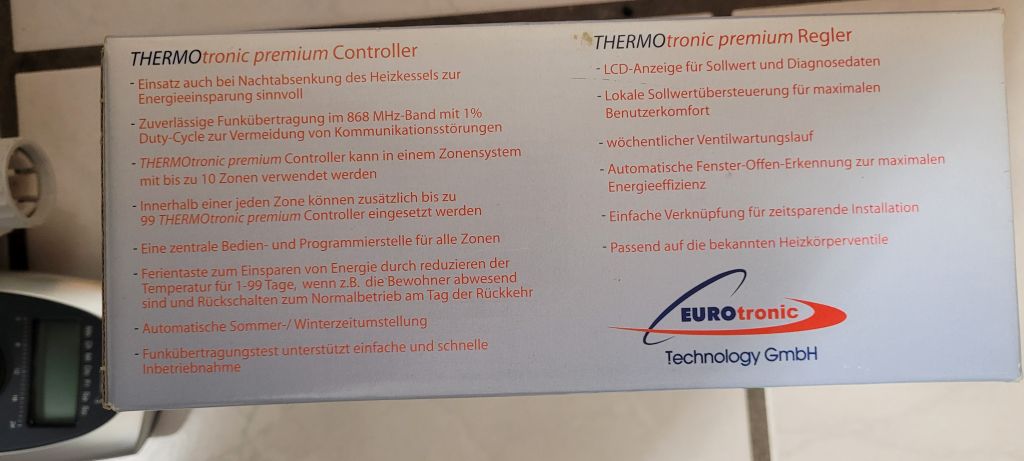 THERMOtronic premium Controller
- Einsatz auch bei Nachtabsenkung des Heizkessels zur
Energieeinsparung sinnvoll
- Zuverlässige Funkübertragung im 868 MHz-Band mit 1%
Duty-Cycle zur Vermeidung von Kommunikationsstörungen
- THERMOtronic premium Controller kann in einem Zonensystem
mit bis zu 10 Zonen verwendet werden
- Innerhalb einer jeden Zone können zusätzlich bis zu
99 THERMOtronic premium Controller eingesetzt werden
- Eine zentrale Bedien- und Programmierstelle für alle Zonen
- Ferientaste zum Einsparen von Energie durch reduzieren der
Temperatur für 1-99 Tage, wenn z.B. die Bewohner abwesend
sind und Rückschalten zum Normalbetrieb am Tag der Rückkehr
- Automatische Sommer-/ Winterzeitumstellung
- Funkübertragungstest unterstützt einfache und schnelle
Inbetriebnahme
THERMOtronic premium Regler
- LCD-Anzeige für Sollwert und Diagnosedaten
- Lokale Sollwertübersteuerung für maximalen
Benutzerkomfort
- wöchentlicher Ventilwartungslauf
- Automatische Fenster-Offen-Erkennung zur maximalen
Energieeffizienz
- Einfache Verknüpfung für zeitsparende Installation
- Passend auf die bekannten Heizkörperventile
EUROtronic
Technology GmbH